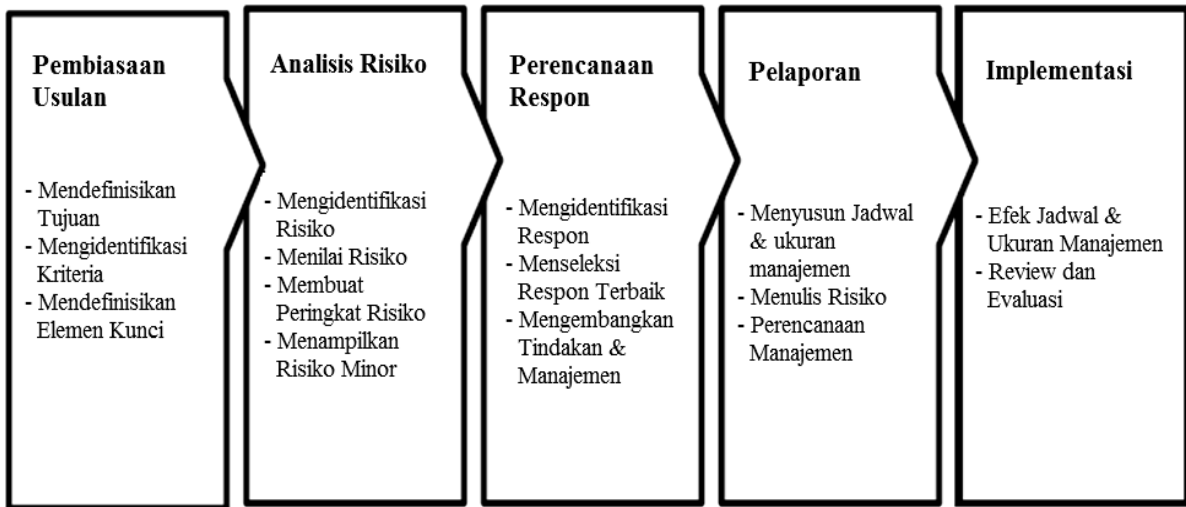 Pembiasaan
Usulan
- Mendefinisikan
Tujuan
- Mengidentifikasi
Kriteria
- Mendefinisikan
Elemen Kunci
Analisis Risiko
- Mengidentifikasi
Risiko
- Menilai Risiko
- Membuat
Peringkat Risiko
- Menampilkan
Risiko Minor
Perencanaan
Respon
- Mengidentifikasi
Respon
- Menseleksi
Respon Terbaik
- Mengembangkan
Tindakan &
Manajemen
Pelaporan
- Menyusun Jadwal
& ukuran
manajemen
- Menulis Risiko
- Perencanaan
Manajemen
Implementasi
- Efek Jadwal &
Ukuran Manajemen
- Review dan
Evaluasi